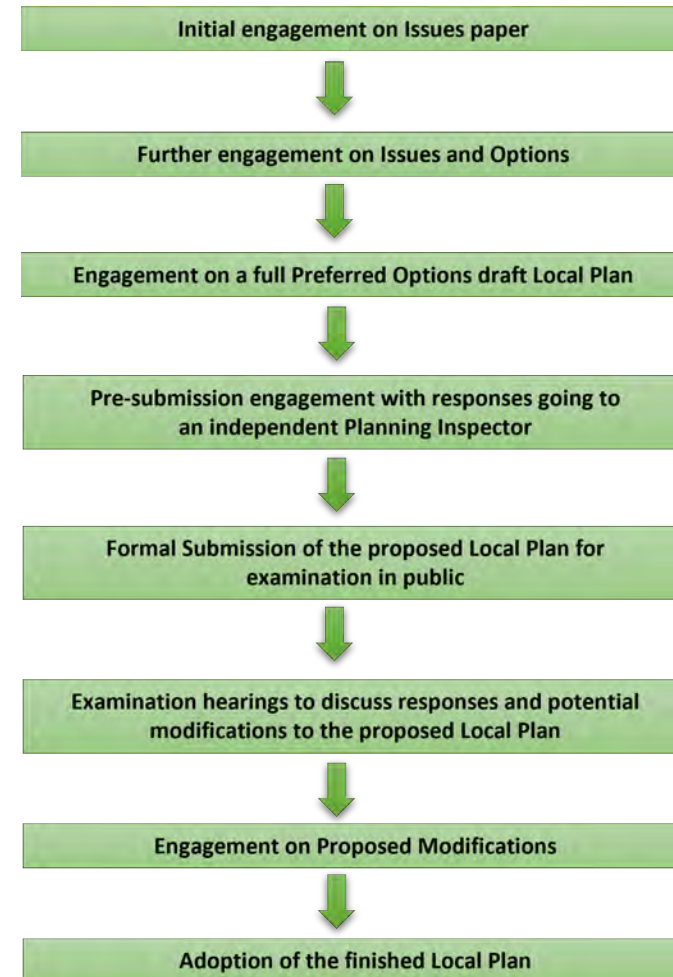 Initial engagement on Issues paper
Further engagement on Issues and Options
Engagement on a full Preferred Options draft Local Plan
Pre-submission engagement with responses going to
an independent Planning Inspector
Formal Submission of the proposed Local Plan for
examination in public
Examination hearings to discuss responses and potential
modifications to the proposed Local Plan
Engagement on Proposed Modifications
Adoption of the finished Local Plan